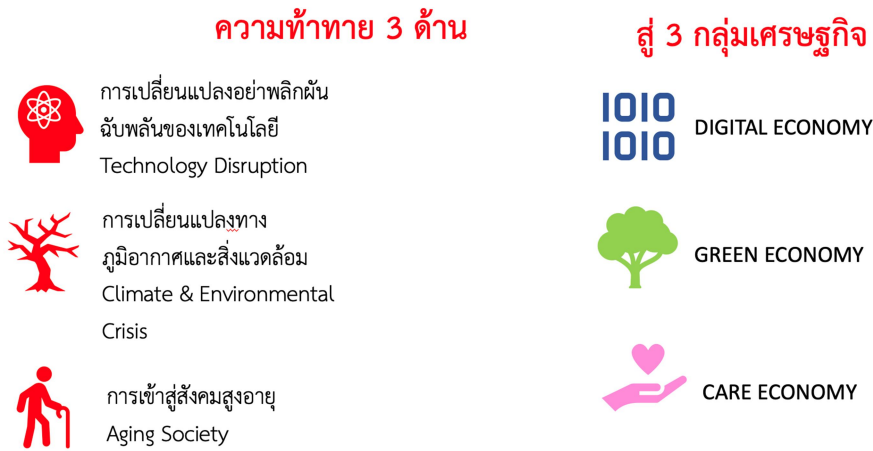 ความท้าทาย 3 ด้าน
สู่ 3 กลุ่มเศรษฐกิจ
การเปลี่ยนแปลงอย่าพลิกผัน
ฉับพลันของเทคโนโลยี
Technology Disruption
1010
1010
DIGITAL ECONOMY
การเปลี่ยนแปลงทาง
ภูมิอากาศและสิ่งแวดล้อม
Climate & Environmental
Crisis
GREEN ECONOMY
การเข้าสู่สังคมสูงอายุ
Aging Society
CARE ECONOMY